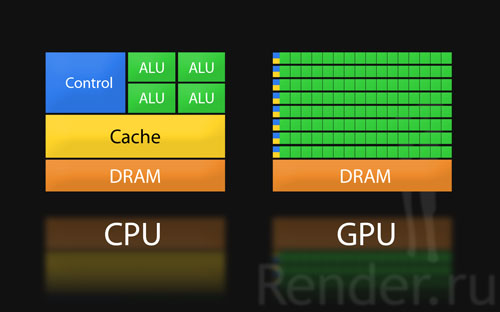 Control
ALU ALU
ALU ALU
Cache
DRAM
CPU
DRAM
GPU
Render.ru